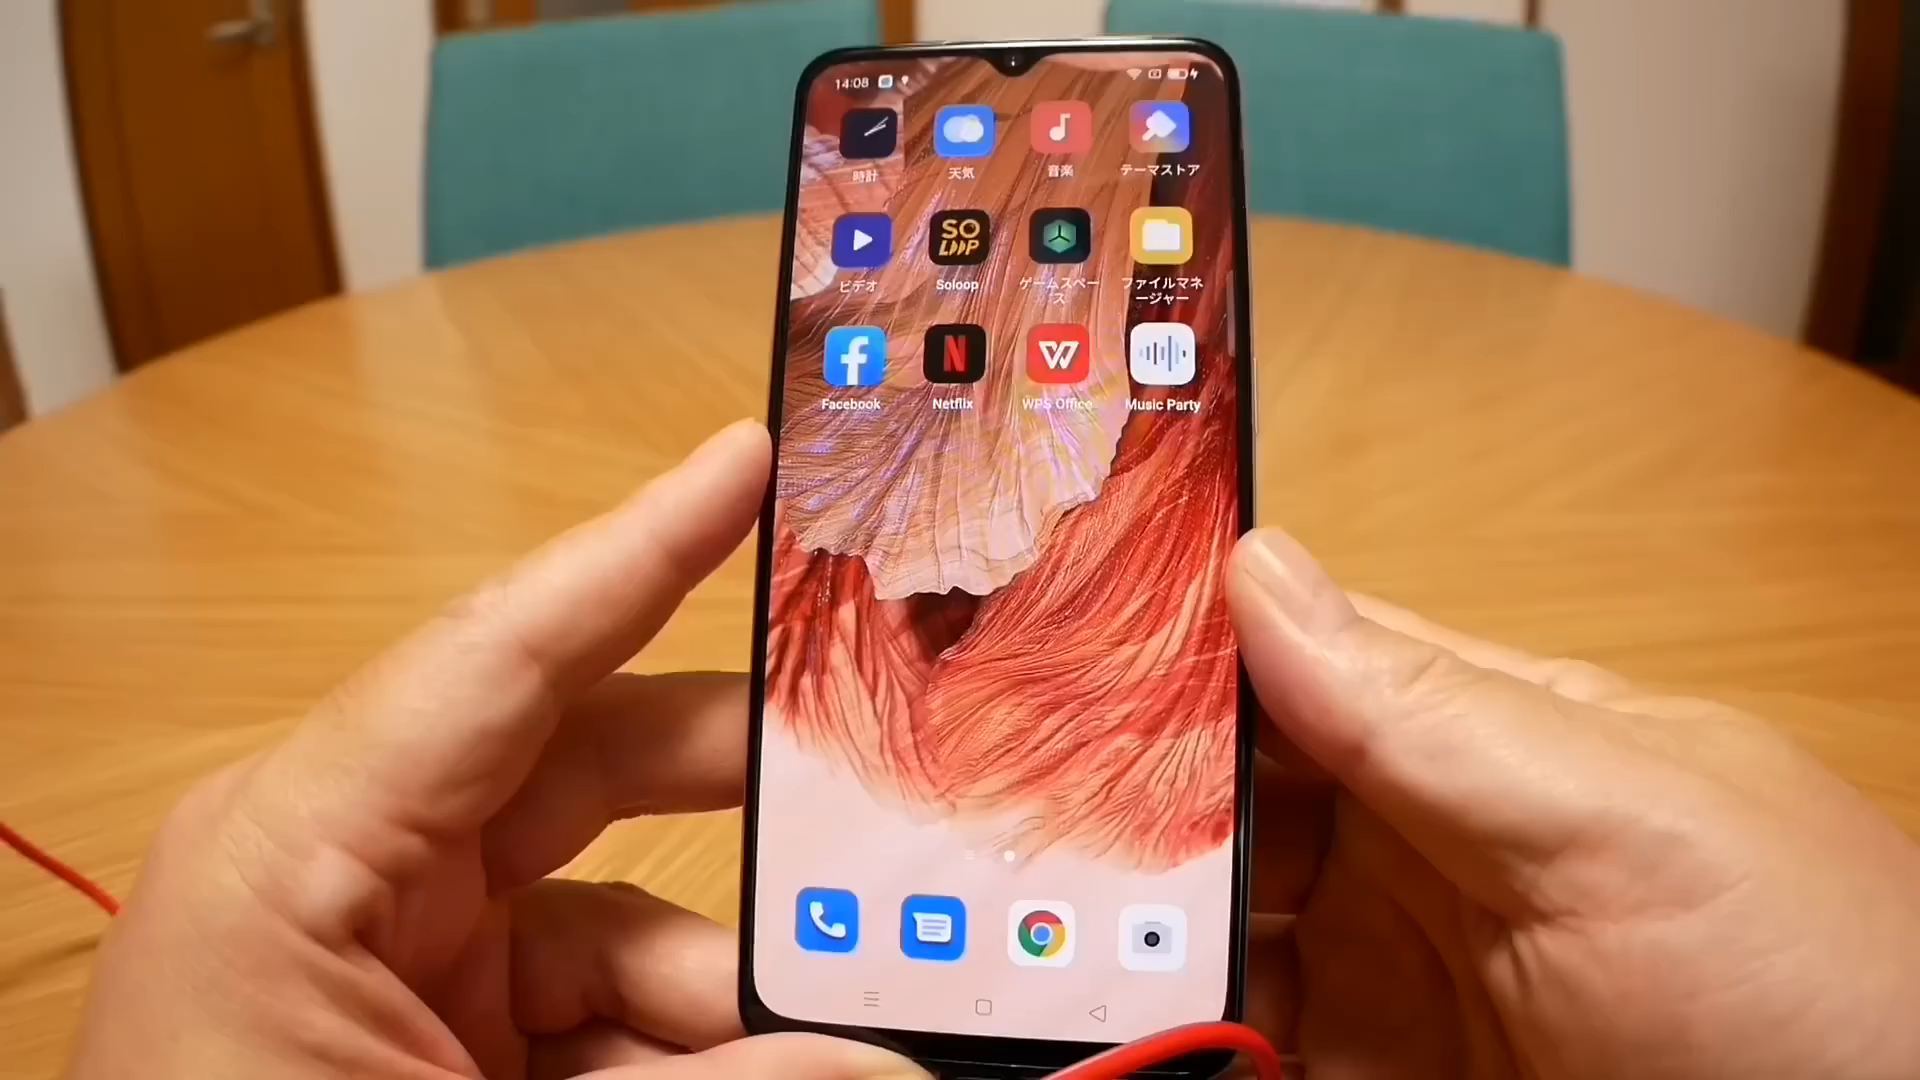 14:08
時計
天気
音楽
テーマストア
SO
LOOP
ビデオ
Soloop
ゲームスペー
ス
ファイルマネ
ージャー
Facebook
Netflix
WPS Office
Music Party